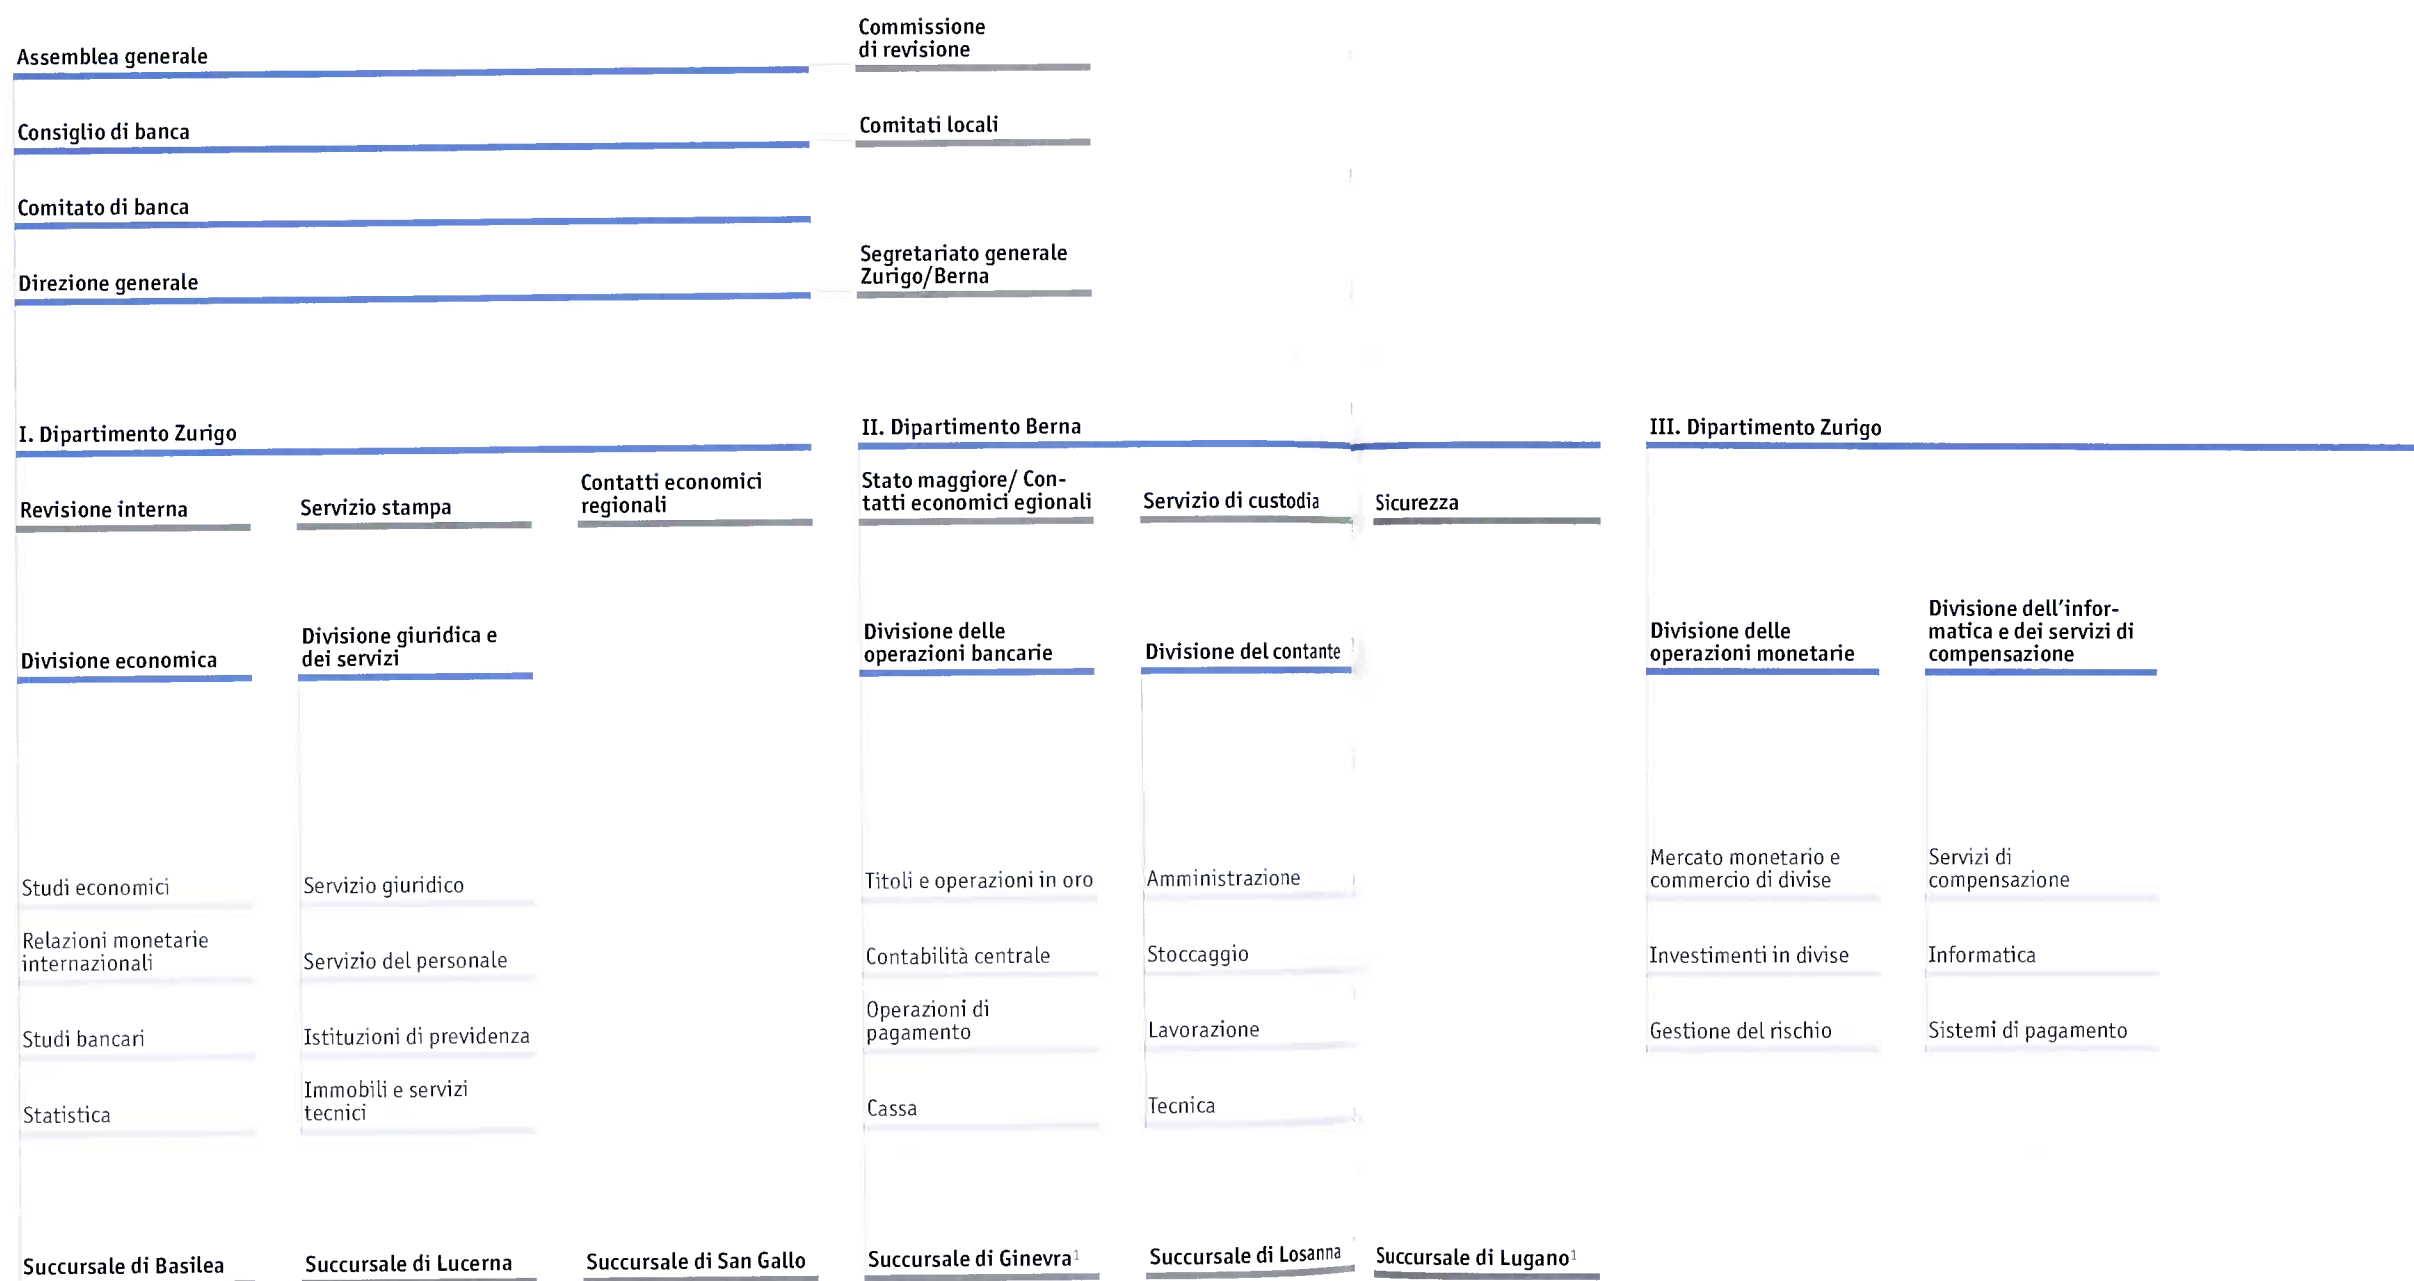 Assemblea generale
Commissione
di revisione
Consiglio di banca
Comitati locali
Comitato di banca
Direzione generale
Segretariato generale
Zurigo/Berna
I. Dipartimento Zurigo
II. Dipartimento Berna
III. Dipartimento Zurigo
Revisione interna
Servizio stampa
Contatti economici
regionali
Stato maggiore/ Con-
tatti economici egionali
Servizio di custodia
Sicurezza
Divisione economica
Divisione giuridica e
dei servizi
Divisione delle
operazioni bancarie
Divisione del contante
Divisione delle
operazioni monetarie
Divisione dell'infor-
matica e dei servizi di
compensazione
Studi economici
Servizio giuridico
Titoli e operazioni in oro
Amministrazione
Mercato monetario e
commercio di divise
Servizi di
compensazione
Relazioni monetarie
internazionali
Servizio del personale
Contabilità centrale
Stoccaggio
Investimenti in divise
Informatica
Studi bancari
Istituzioni di previdenza
Operazioni di
pagamento
Lavorazione
Gestione del rischio
Sistemi di pagamento
Statistica
Immobili e servizi
tecnici
Cassa
Tecnica
Succursale di Basilea
Succursale di Lucerna
Succursale di San Gallo
Succursale di Ginevra¹
Succursale di Losanna
Succursale di Lugano¹